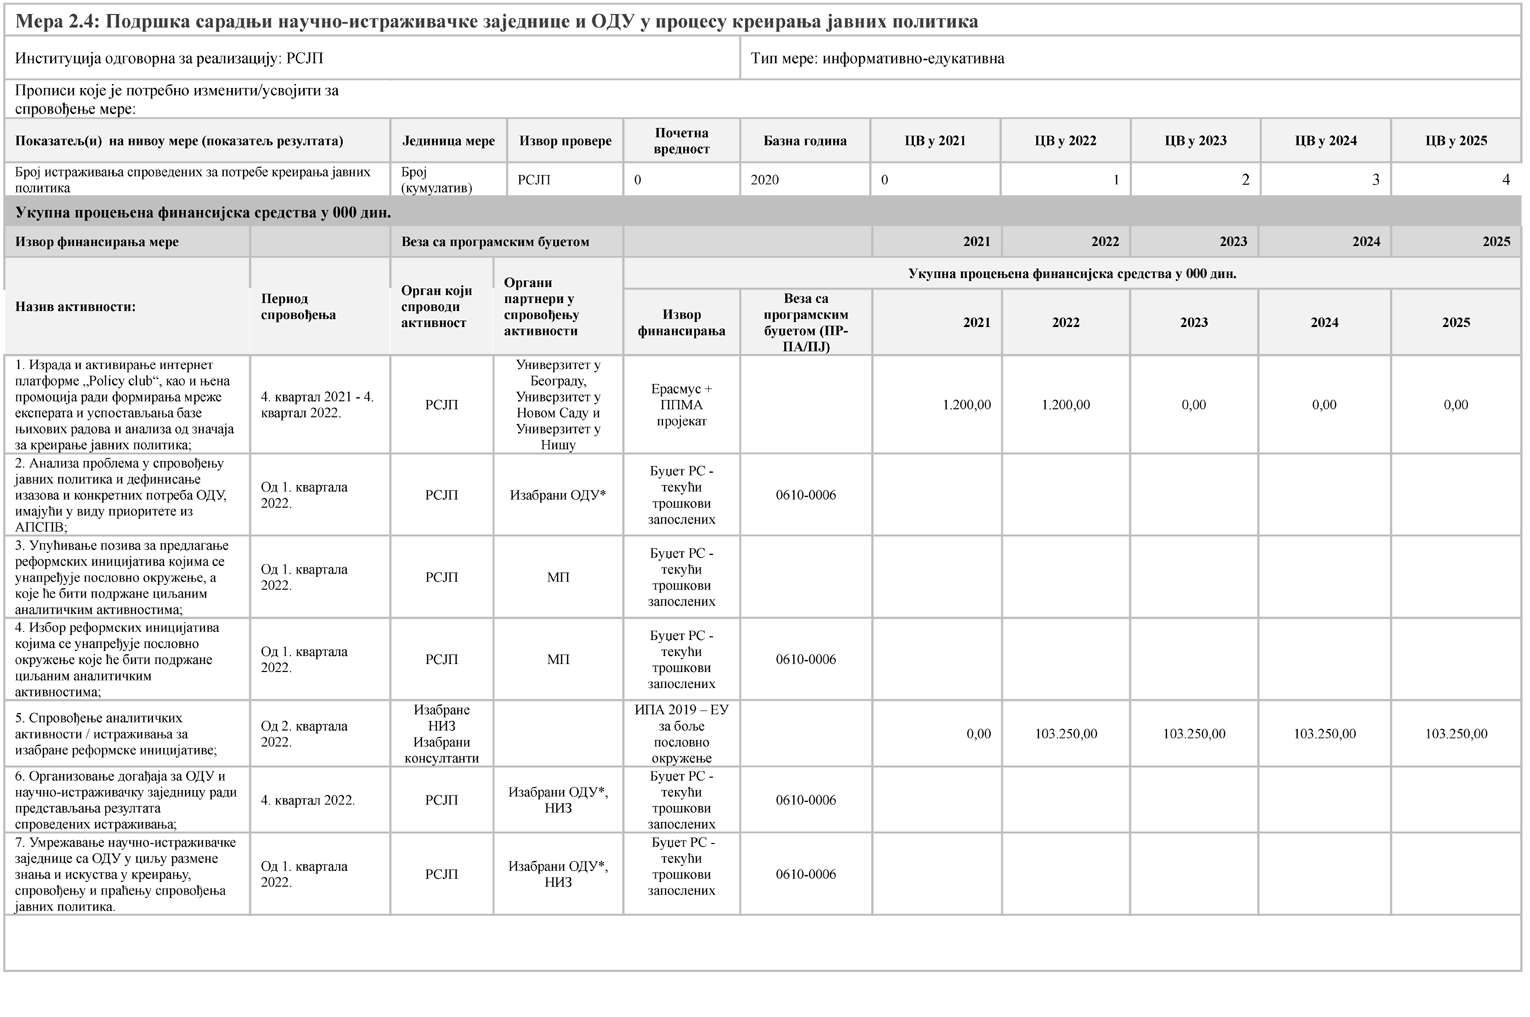 Мера 2.4: Подршка сарадњи научно-истраживачке заједнице и ОДУ у процесу креирања јавних политика
Институција одговорна за реализацију: РСЈП
Тип мере: информативно-едукативна
Прописи које је потребно изменити/усвојити за
спровођење мере:
Показатељ(и) на нивоу мере (показатељ резултата)
Јединица мере
Извор провере
Почетна
вредност
Базна година
ЦВ у 2021
ЦВ у 2022
ЦВ у 2023
ЦВ у 2024
ЦВ у 2025
Број истраживања спроведених за потребе креирања јавних
политика
Број
(кумулатив)
РСЈП
0
2020
0
1
2
3
4
Укупна процењена финансијска средства у 000 дин.
Извор финансирања мере
Веза са програмским буџетом
2021
2022
2023
2024
2025
Назив активности:
Период
спровођења
Орган који
спроводи
активност
Органи
партнери у
спровођењу
активности
Укупна процењена финансијска средства у 000 дин.
Извор
финансирања
Веза са
програмским
буџетом (ПР-
ПА/ПЈ)
2021
2022
2023
2024
2025
1. Израда и активирање интернет
платформе „Policy club“, као и њена
промоција ради формирања мреже
експерата и успостављања базе
њихових радова и анализа од значаја
за креирање јавних политика;
4. квартал 2021 - 4.
квартал 2022.
РСЈП
Универзитет у
Београду,
Универзитет у
Новом Саду и
Универзитет у
Нишу
Ерасмус +
ППМА
пројекат
1.200,00
1.200,00
0,00
0,00
0,00
2. Анализа проблема у спровођењу
јавних политика и дефинисање
изазова и конкретних потреба ОДУ,
имајући у виду приоритете из
АПСПВ;
Од 1. квартала
2022.
РСЈП
Изабрани ОДУ*
Буџет РС -
текући
трошкови
запослених
0610-0006
3. Упућивање позива за предлагање
реформских иницијатива којима се
унапређује пословно окружење, а
које ће бити подржане циљаним
аналитичким активностима;
Од 1. квартала
2022.
РСЈП
МП
Буџет РС -
текући
трошкови
запослених
4. Избор реформских иницијатива
којима се унапређује пословно
окружење које ће бити подржане
циљаним аналитичким
активностима;
Од 1. квартала
2022.
РСЈП
МП
Буџет РС -
текући
трошкови
запослених
0610-0006
5. Спровођење аналитичких
активности / истраживања за
изабране реформске иницијативе;
Од 2. квартала
2022.
Изабране
НИЗ
Изабрани
консултанти
ИПА 2019 – ЕУ
за боље
пословно
окружење
0,00
103.250,00
103.250,00
103.250,00
103.250,00
6. Организовање догађаја за ОДУ и
научно-истраживачку заједницу ради
представљања резултата
спроведених истраживања;
4. квартал 2022.
РСЈП
Изабрани ОДУ*,
НИЗ
Буџет РС -
текући
трошкови
запослених
0610-0006
7. Умрежавање научно-истраживачке
заједнице са ОДУ у циљу размене
знања и искуства у креирању,
спровођењу и праћењу спровођења
јавних политика.
Од 1. квартала
2022.
РСЈП
Изабрани ОДУ*,
НИЗ
Буџет РС -
текући
трошкови
запослених
0610-0006